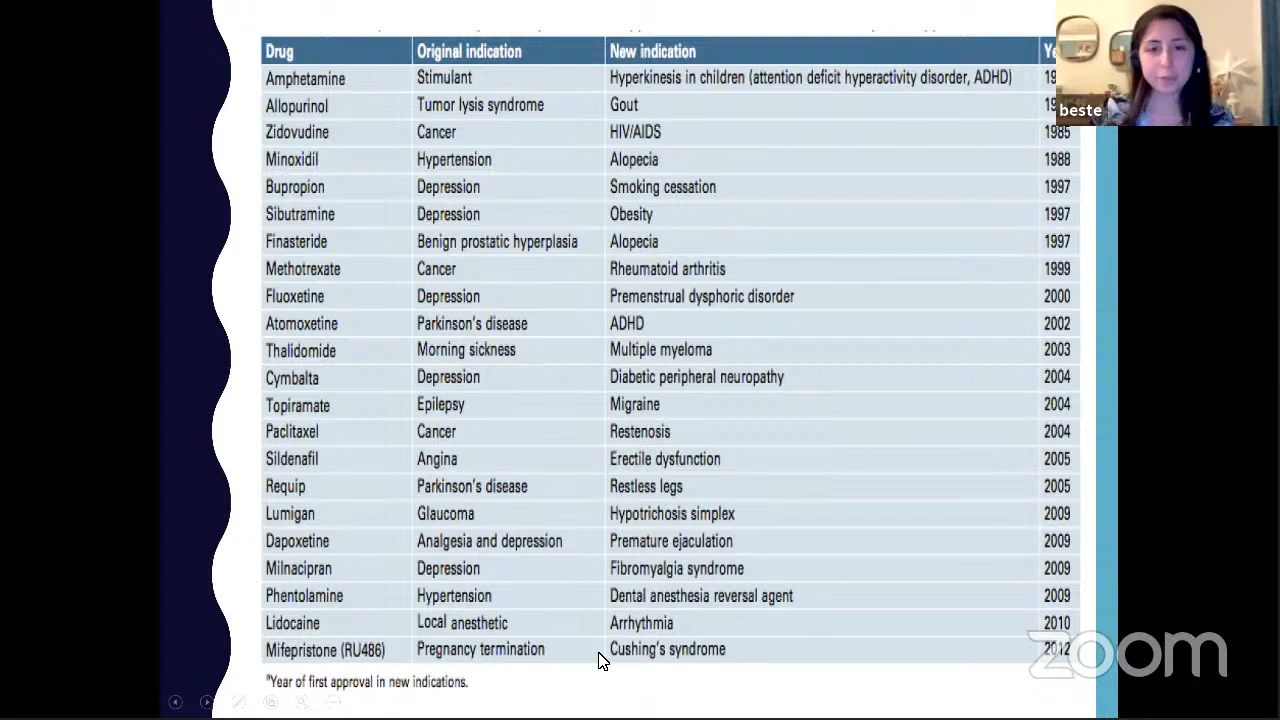 Drug Original indication New indication
Amphetamine Stimulant Hyperkinesis in children (attention deficit hyperactivity disorder, ADHD)
Allopurinol Tumor lysis syndrome Gout
Zidovudine Cancer HIV/AIDS 1985
Minoxidil Hypertension Alopecia 1988
Bupropion Depression Smoking cessation 1997
Sibutramine Depression Obesity 1997
Finasteride Benign prostatic hyperplasia Alopecia 1997
Methotrexate Cancer Rheumatoid arthritis 1999
Fluoxetine Depression Premenstrual dysphoric disorder 2000
Atomoxetine Parkinson's disease ADHD 2002
Thalidomide Morning sickness Multiple myeloma 2003
Cymbalta Depression Diabetic peripheral neuropathy 2004
Topiramate Epilepsy Migraine 2004
Paclitaxel Cancer Restenosis 2004
Sildenafil Angina Erectile dysfunction 2005
Requip Parkinson's disease Restless legs 2005
Lumigan Glaucoma Hypotrichosis simplex 2009
Dapoxetine Analgesia and depression Premature ejaculation 2009
Milnacipran Depression Fibromyalgia syndrome 2009
Phentolamine Hypertension Dental anesthesia reversal agent 2009
Lidocaine Local anesthetic Arrhythmia 2010
Mifepristone (RU486) Pregnancy termination Cushing's syndrome 2012
ᵃYear of first approval in new indications.
beste
zoom